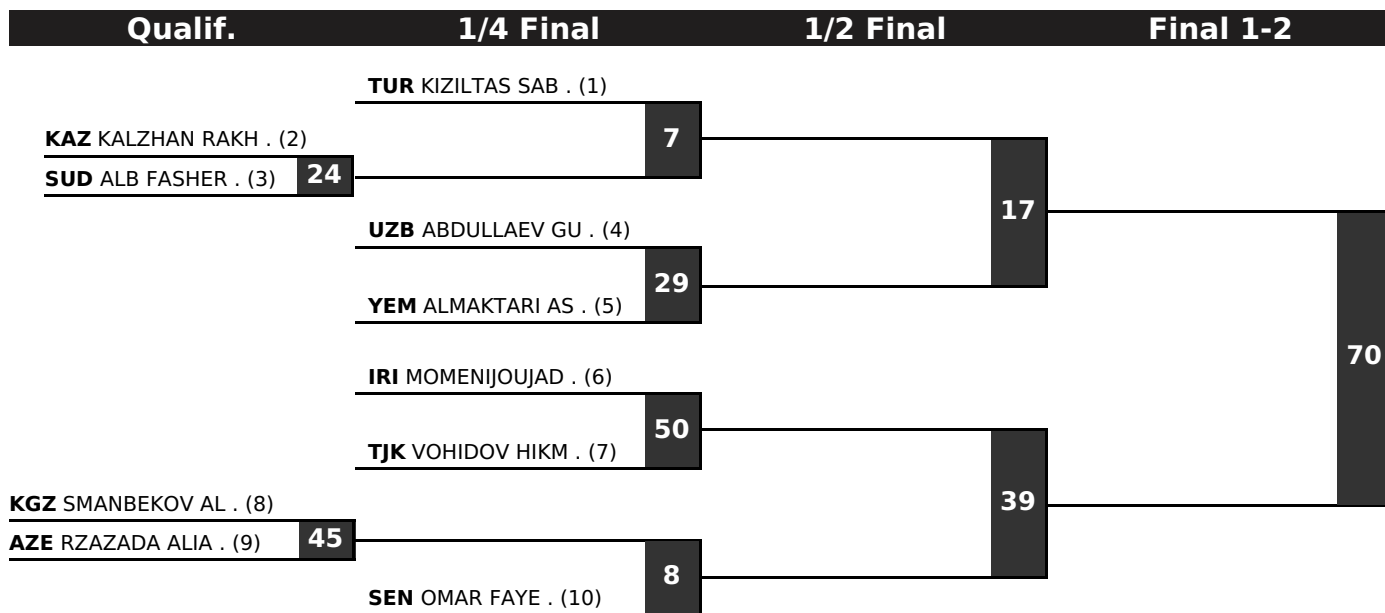 Qualif. 1/4 Final 1/2 Final Final 1-2
TUR KIZILTAS SAB . (1)
7
KAZ KALZHAN RAKH . (2)
24
SUD ALB FASHER . (3)
17
UZB ABDULLAEV GU . (4)
29
YEM ALMAKTARI AS . (5)
70
IRI MOMENIJOUJAD . (6)
50
TJK VOHIDOV HIKM . (7)
39
KGZ SMANBEKOV AL . (8)
45
AZE RZAZADA ALIA . (9)
8
SEN OMAR FAYE . (10)